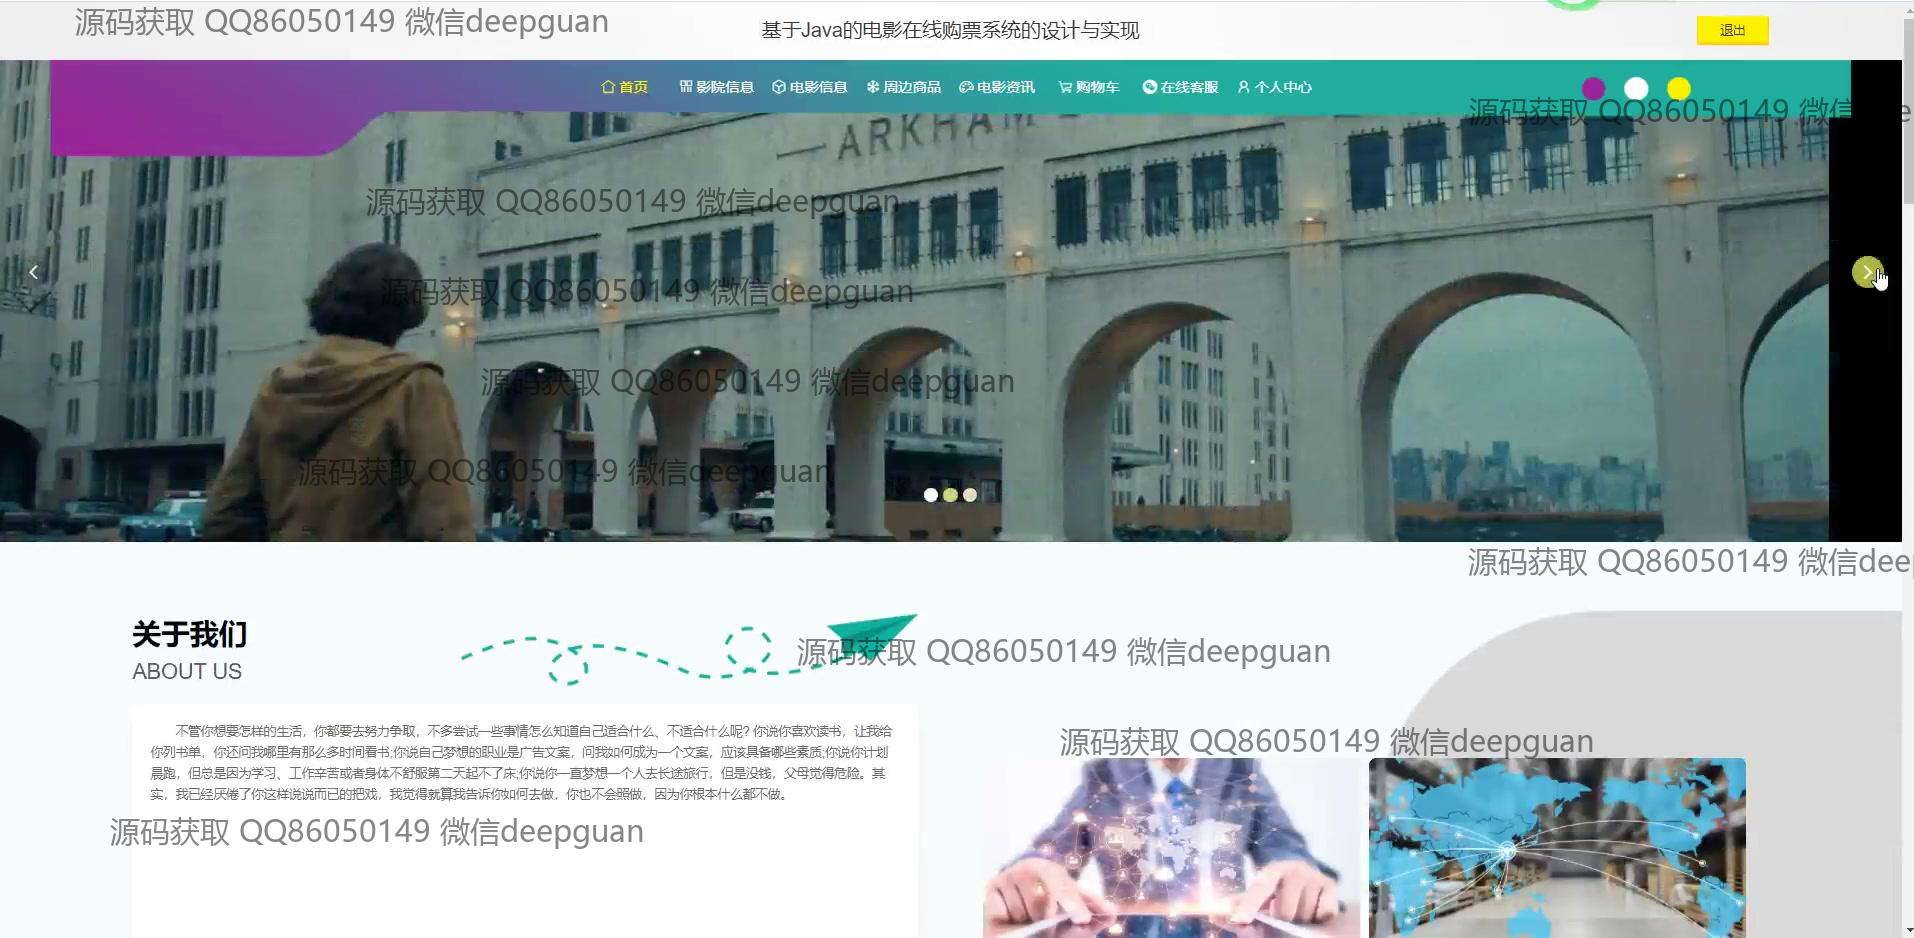 源码获取 QQ86050149 微信deepguan
基于Java的电影在线购票系统的设计与实现
退出
首页 影院信息 电影信息 周边商品 电影资讯 购物车 在线客服 个人中心
源码获取 QQ86050149 微信dee
ARKHAM
源码获取 QQ86050149 微信deepguan
源码获取 QQ86050149 微信deepguan
源码获取 QQ86050149 微信deepguan
源码获取 QQ86050149 微信deepguan
源码获取 QQ86050149 微信deep
关于我们
ABOUT US
源码获取 QQ86050149 微信deepguan
不管你想要怎样的生活，你都要去努力争取，不多尝试一些事情怎么知道自己适合什么、不适合什么呢? 你说你喜欢读书，让我给
你列书单，你还问我哪里有那么多时间看书;你说自己梦想的职业是广告文案，问我如何成为一个文案，应该具备哪些素质;你说你计划
晨跑，但总是因为学习、工作辛苦或者身体不舒服第二天起不了床;你说你一直梦想一个人去长途旅行，但是没钱，父母觉得危险。其
实，我已经厌倦了你这样说说而已的把戏，我觉得就算我告诉你如何去做，你也不会照做，因为你根本什么都不做。
源码获取 QQ86050149 微信deepguan
源码获取 QQ86050149 微信deepguan